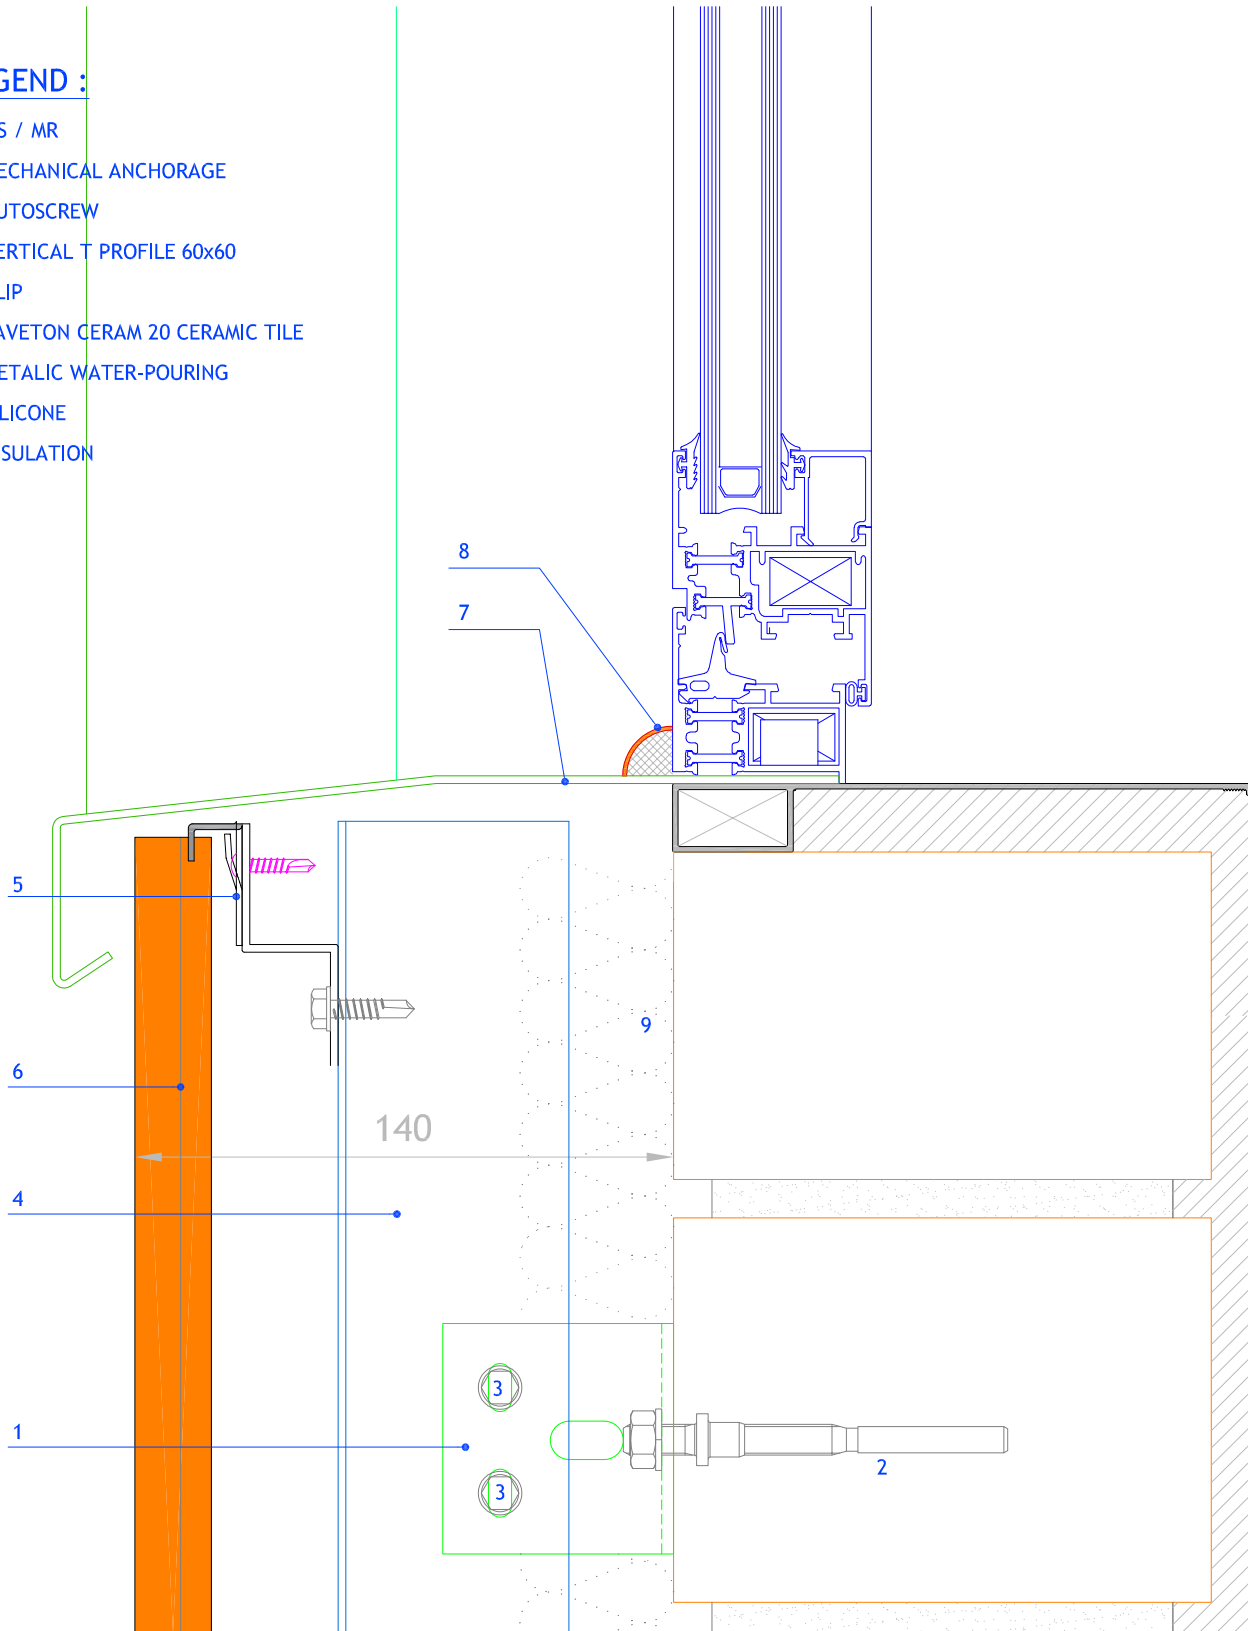 GEND :
S / MR
ECHANICAL ANCHORAGE
UTOSCREW
ERTICAL T PROFILE 60x60
LIP
AVETON CERAM 20 CERAMIC TILE
ETALIC WATER-POURING
LICONE
SULATION
8
7
5
9
6
140
4
3
1
2
3